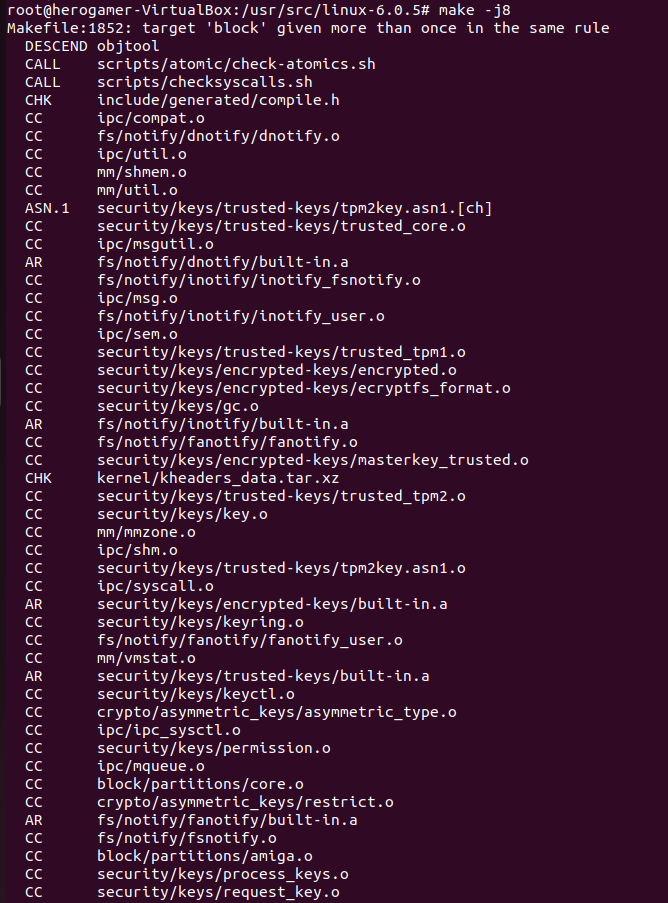 root@herogamer-VirtualBox:/usr/src/linux-6.0.5# make -j8
Makefile:1852: target 'block' given more than once in the same rule
  DESCEND objtool
  CALL    scripts/atomic/check-atomics.sh
  CALL    scripts/checksyscalls.sh
  CHK     include/generated/compile.h
  CC      ipc/compat.o
  CC      fs/notify/dnotify/dnotify.o
  CC      ipc/util.o
  CC      mm/shmem.o
  CC      mm/util.o
  ASN.1   security/keys/trusted-keys/tpm2key.asn1.[ch]
  CC      security/keys/trusted-keys/trusted_core.o
  CC      ipc/msgutil.o
  AR      fs/notify/dnotify/built-in.a
  CC      fs/notify/inotify/inotify_fsnotify.o
  CC      ipc/msg.o
  CC      fs/notify/inotify/inotify_user.o
  CC      ipc/sem.o
  CC      security/keys/trusted-keys/trusted_tpm1.o
  CC      security/keys/encrypted-keys/encrypted.o
  CC      security/keys/encrypted-keys/ecryptfs_format.o
  CC      security/keys/gc.o
  AR      fs/notify/inotify/built-in.a
  CC      fs/notify/fanotify/fanotify.o
  CC      security/keys/encrypted-keys/masterkey_trusted.o
  CHK     kernel/kheaders_data.tar.xz
  CC      security/keys/trusted-keys/trusted_tpm2.o
  CC      security/keys/key.o
  CC      mm/mmzone.o
  CC      ipc/shm.o
  CC      security/keys/trusted-keys/tpm2key.asn1.o
  CC      ipc/syscall.o
  AR      security/keys/encrypted-keys/built-in.a
  CC      security/keys/keyring.o
  CC      fs/notify/fanotify/fanotify_user.o
  CC      mm/vmstat.o
  AR      security/keys/trusted-keys/built-in.a
  CC      security/keys/keyctl.o
  CC      crypto/asymmetric_keys/asymmetric_type.o
  CC      ipc/ipc_sysctl.o
  CC      security/keys/permission.o
  CC      ipc/mqueue.o
  CC      block/partitions/core.o
  CC      crypto/asymmetric_keys/restrict.o
  AR      fs/notify/fanotify/built-in.a
  CC      fs/notify/fsnotify.o
  CC      block/partitions/amiga.o
  CC      security/keys/process_keys.o
  CC      security/keys/request_key.o